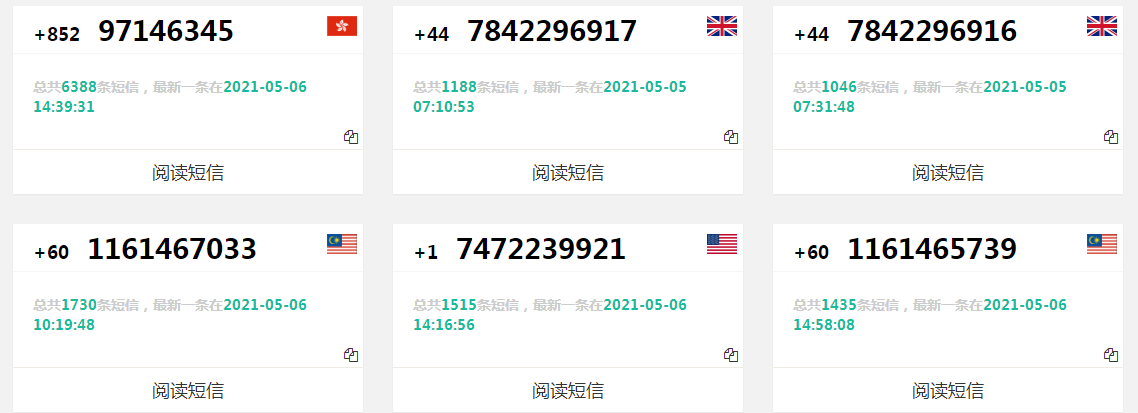 +852 97146345
总共6388条短信，最新一条在2021-05-06
14:39:31
阅读短信
+44 7842296917
总共1188条短信，最新一条在2021-05-05
07:10:53
阅读短信
+44 7842296916
总共1046条短信，最新一条在2021-05-05
07:31:48
阅读短信
+60 1161467033
总共1730条短信，最新一条在2021-05-06
10:19:48
阅读短信
+1 7472239921
总共1515条短信，最新一条在2021-05-06
14:16:56
阅读短信
+60 1161465739
总共1435条短信，最新一条在2021-05-06
14:58:08
阅读短信